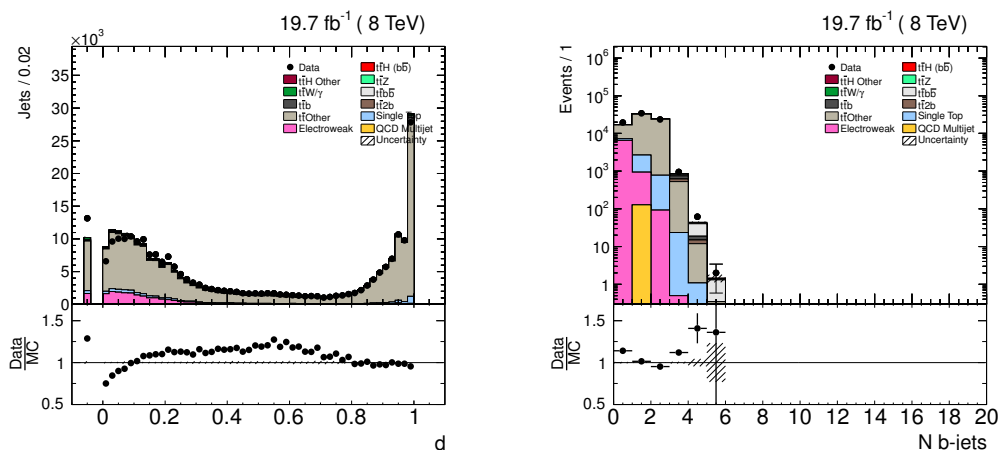 19.7 fb⁻¹ ( 8 TeV)
×10³
Jets / 0.02
Data
tt̄H Other
tt̄W/γ
tt̄b
tt̄Other
Electroweak
tt̄H (bb̄)
tt̄Z
tt̄bb̄
tt̄2b
Single Top
QCD Multijet
Uncertainty
35
30
25
20
15
10
5
0
Data
MC
1.5
1
0.5
0 0.2 0.4 0.6 0.8 1
d
19.7 fb⁻¹ ( 8 TeV)
Events / 1
Data
tt̄H Other
tt̄W/γ
tt̄b
tt̄Other
Electroweak
tt̄H (bb̄)
tt̄Z
tt̄bb̄
tt̄2b
Single Top
QCD Multijet
Uncertainty
10⁶
10⁵
10⁴
10³
10²
10
1
Data
MC
1.5
1
0.5
0 2 4 6 8 10 12 14 16 18 20
N b-jets